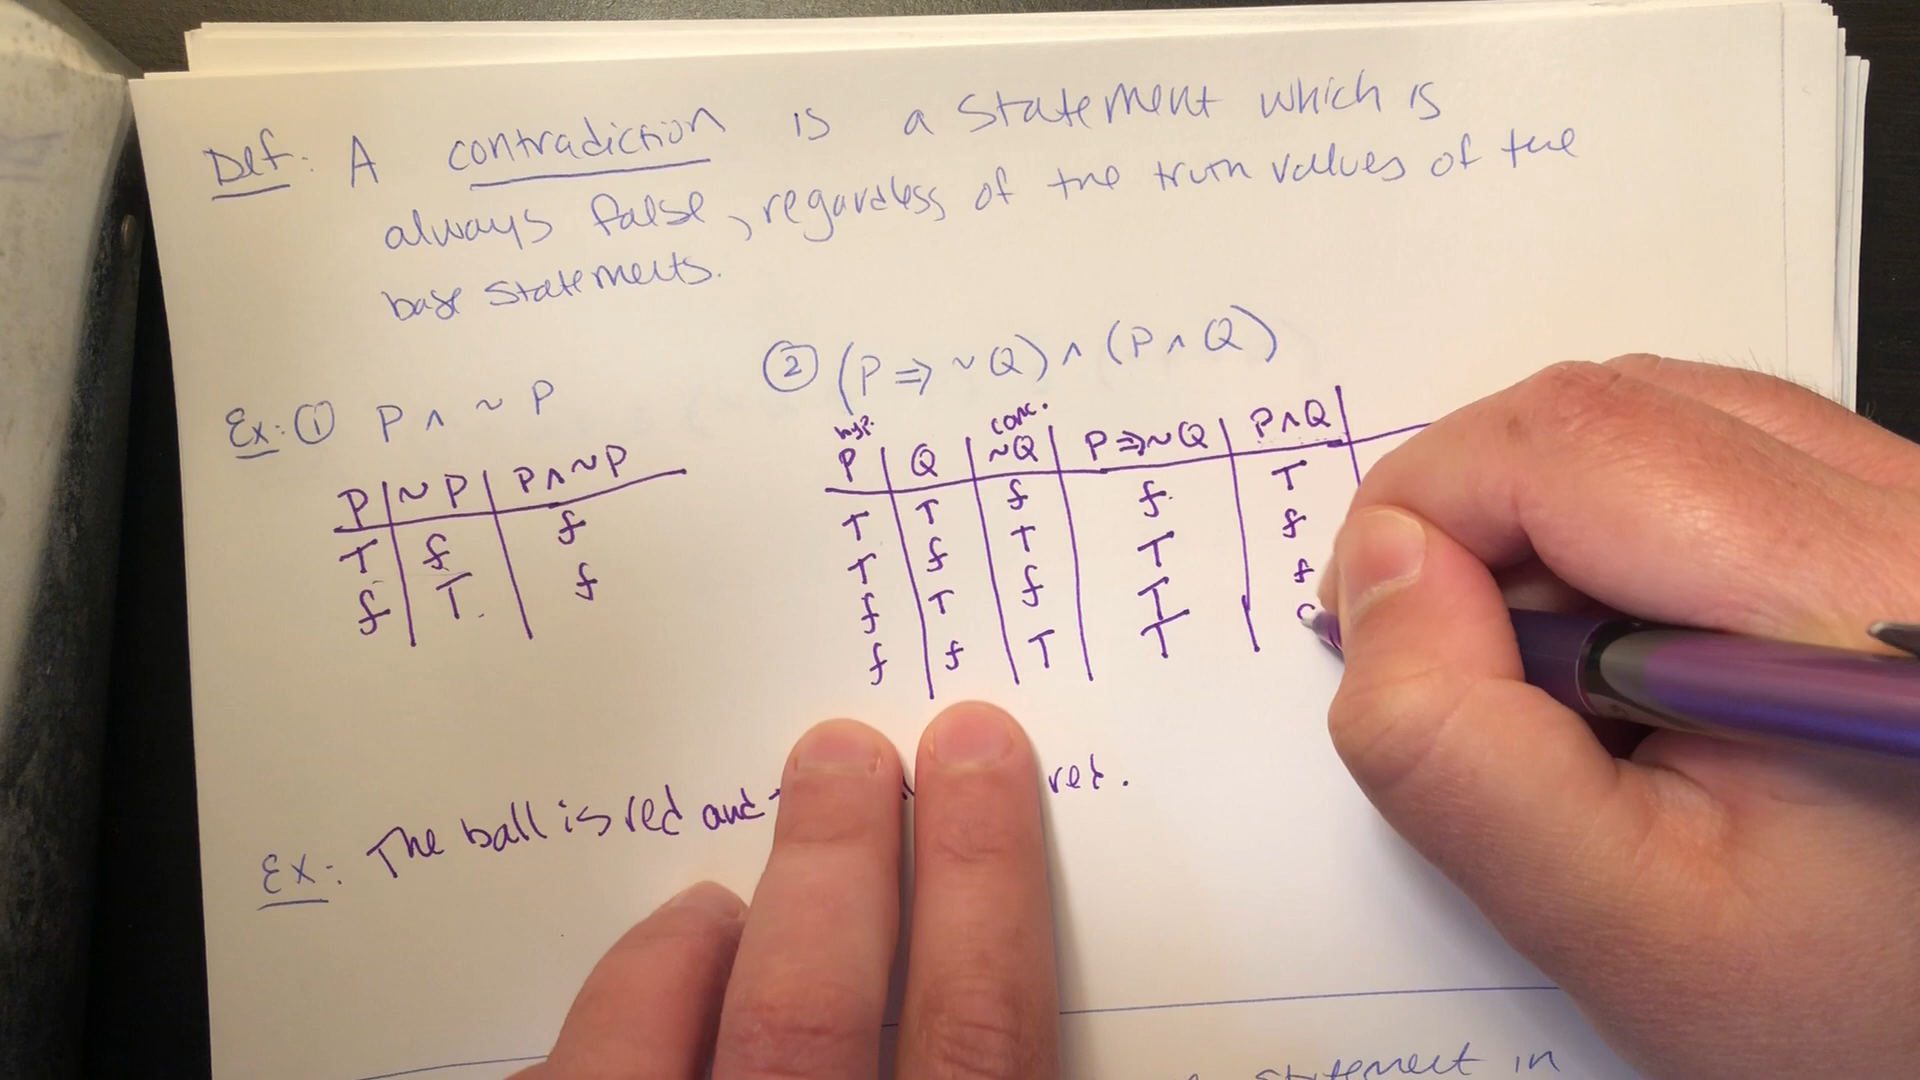 Def: A contradiction is a statement which is
always false, regardless of the truth values of the
base statements.
Ex: ① P ∧ ~ P
② (P ⇒ ~ Q) ∧ (P ∧ Q)
P | ~ P | P ∧ ~ P
T | f | f
f | T | f
hyp. conc.
P | Q | ~Q | P ⇒ ~Q | P ∧ Q |
T | T | f | f | T
T | f | T | T | f
f | T | f | T | f
f | f | T | T
Ex: The ball is red and red.
statement in